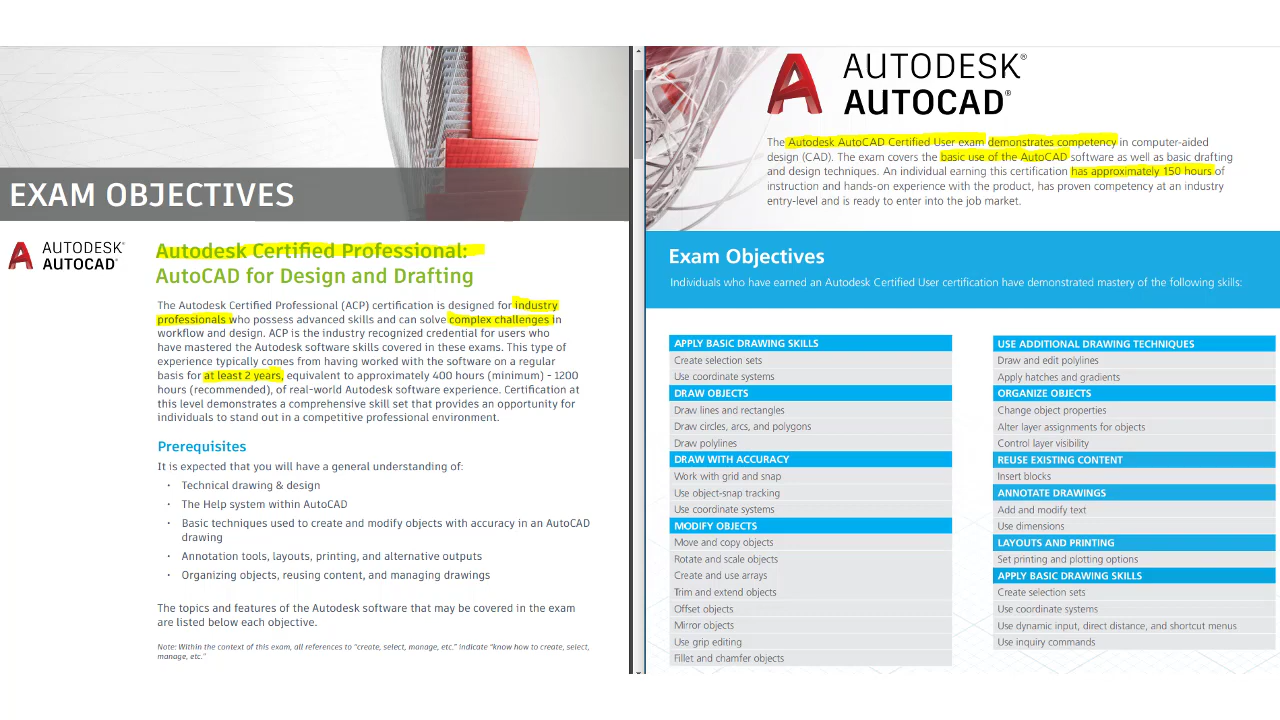 EXAM OBJECTIVES
AUTODESK®
AUTOCAD®
Autodesk Certified Professional:
AutoCAD for Design and Drafting
The Autodesk Certified Professional (ACP) certification is designed for industry
professionals who possess advanced skills and can solve complex challenges in
workflow and design. ACP is the industry recognized credential for users who
have mastered the Autodesk software skills covered in these exams. This type of
experience typically comes from having worked with the software on a regular
basis for at least 2 years, equivalent to approximately 400 hours (minimum) - 1200
hours (recommended), of real-world Autodesk software experience. Certification at
this level demonstrates a comprehensive skill set that provides an opportunity for
individuals to stand out in a competitive professional environment.
Prerequisites
It is expected that you will have a general understanding of:
• Technical drawing & design
• The Help system within AutoCAD
• Basic techniques used to create and modify objects with accuracy in an AutoCAD
drawing
• Annotation tools, layouts, printing, and alternative outputs
• Organizing objects, reusing content, and managing drawings
The topics and features of the Autodesk software that may be covered in the exam
are listed below each objective.
Note: Within the context of this exam, all references to "create, select, manage, etc." indicate "know how to create, select,
manage, etc."
AUTODESK®
AUTOCAD®
The Autodesk AutoCAD Certified User exam demonstrates competency in computer-aided
design (CAD). The exam covers the basic use of the AutoCAD software as well as basic drafting
and design techniques. An individual earning this certification has approximately 150 hours of
instruction and hands-on experience with the product, has proven competency at an industry
entry-level and is ready to enter into the job market.
Exam Objectives
Individuals who have earned an Autodesk Certified User certification have demonstrated mastery of the following skills:
APPLY BASIC DRAWING SKILLS
Create selection sets
Use coordinate systems
DRAW OBJECTS
Draw lines and rectangles
Draw circles, arcs, and polygons
Draw polylines
DRAW WITH ACCURACY
Work with grid and snap
Use object-snap tracking
Use coordinate systems
MODIFY OBJECTS
Move and copy objects
Rotate and scale objects
Create and use arrays
Trim and extend objects
Offset objects
Mirror objects
Use grip editing
Fillet and chamfer objects
USE ADDITIONAL DRAWING TECHNIQUES
Draw and edit polylines
Apply hatches and gradients
ORGANIZE OBJECTS
Change object properties
Alter layer assignments for objects
Control layer visibility
REUSE EXISTING CONTENT
Insert blocks
ANNOTATE DRAWINGS
Add and modify text
Use dimensions
LAYOUTS AND PRINTING
Set printing and plotting options
APPLY BASIC DRAWING SKILLS
Create selection sets
Use coordinate systems
Use dynamic input, direct distance, and shortcut menus
Use inquiry commands